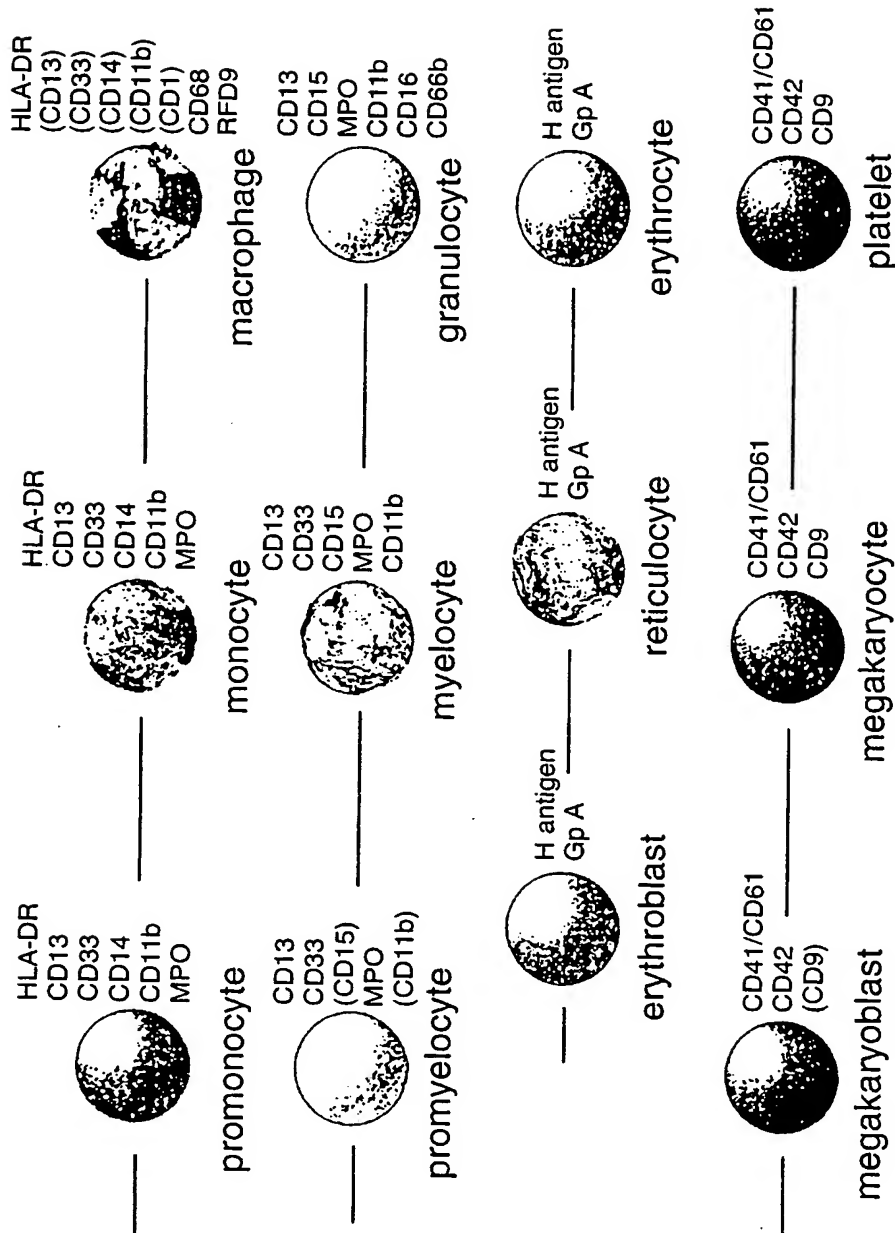 HLA-DR
CD13
CD33
CD14
CD11b
MPO
promonocyte
HLA-DR
CD13
CD33
CD14
CD11b
MPO
monocyte
HLA-DR
(CD13)
(CD33)
(CD14)
(CD11b)
(CD1)
CD68
RFD9
macrophage
CD13
CD33
(CD15)
MPO
(CD11b)
promyelocyte
CD13
CD33
CD15
MPO
CD11b
myelocyte
CD13
CD15
MPO
CD11b
CD16
CD66b
granulocyte
H antigen
Gp A
erythroblast
H antigen
Gp A
reticulocyte
H antigen
Gp A
erythrocyte
CD41/CD61
CD42
(CD9)
megakaryoblast
CD41/CD61
CD42
CD9
megakaryocyte
CD41/CD61
CD42
CD9
platelet